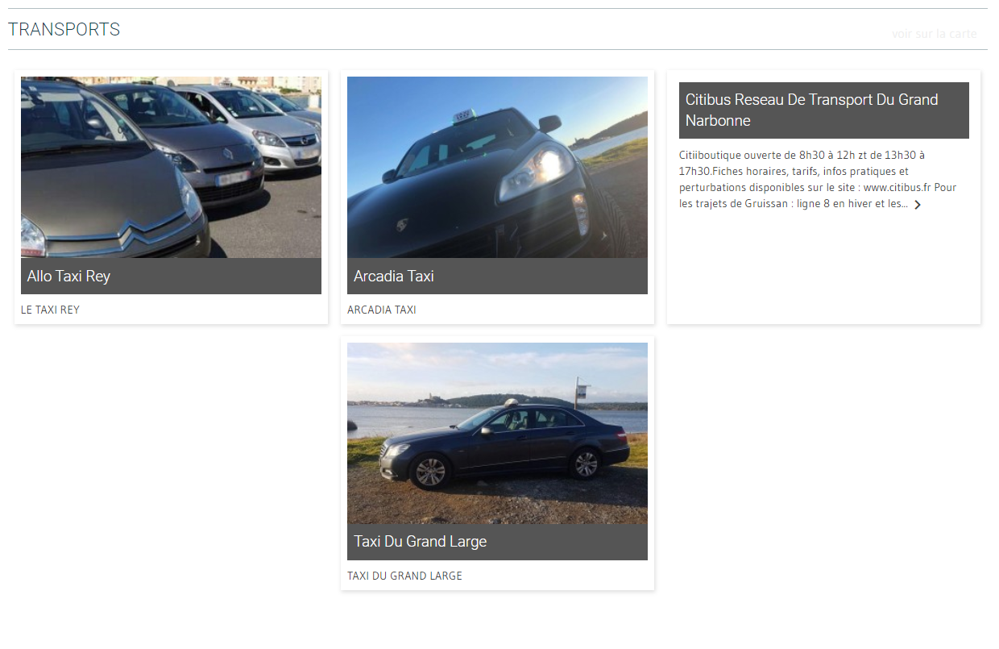 TRANSPORTS
voir sur la carte
Allo Taxi Rey
LE TAXI REY
Arcadia Taxi
ARCADIA TAXI
Citibus Reseau De Transport Du Grand
Narbonne
Citiiboutique ouverte de 8h30 à 12h zt de 13h30 à
17h30.Fiches horaires, tarifs, infos pratiques et
perturbations disponibles sur le site : www.citibus.fr Pour
les trajets de Gruissan : ligne 8 en hiver et les...
Taxi Du Grand Large
TAXI DU GRAND LARGE